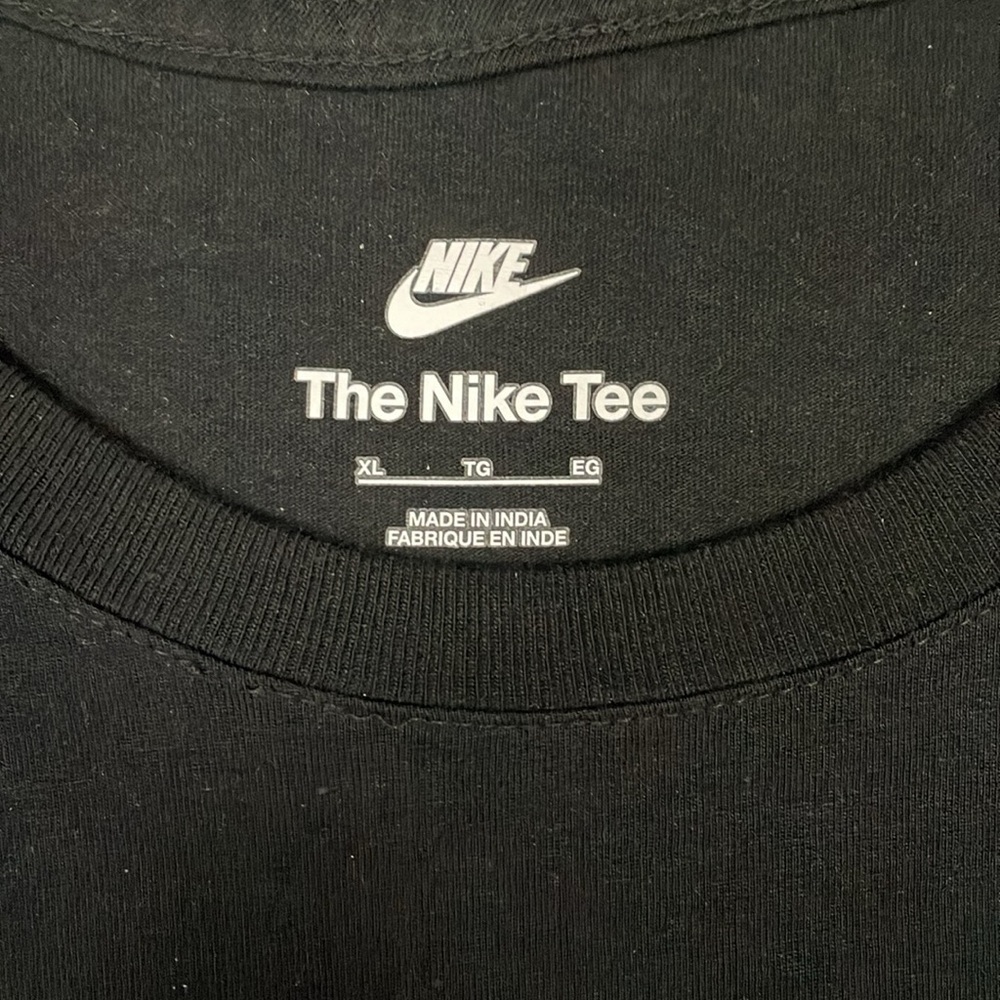 NIKE
The Nike Tee
XL TG EG
MADE IN INDIA
FABRIQUE EN INDE